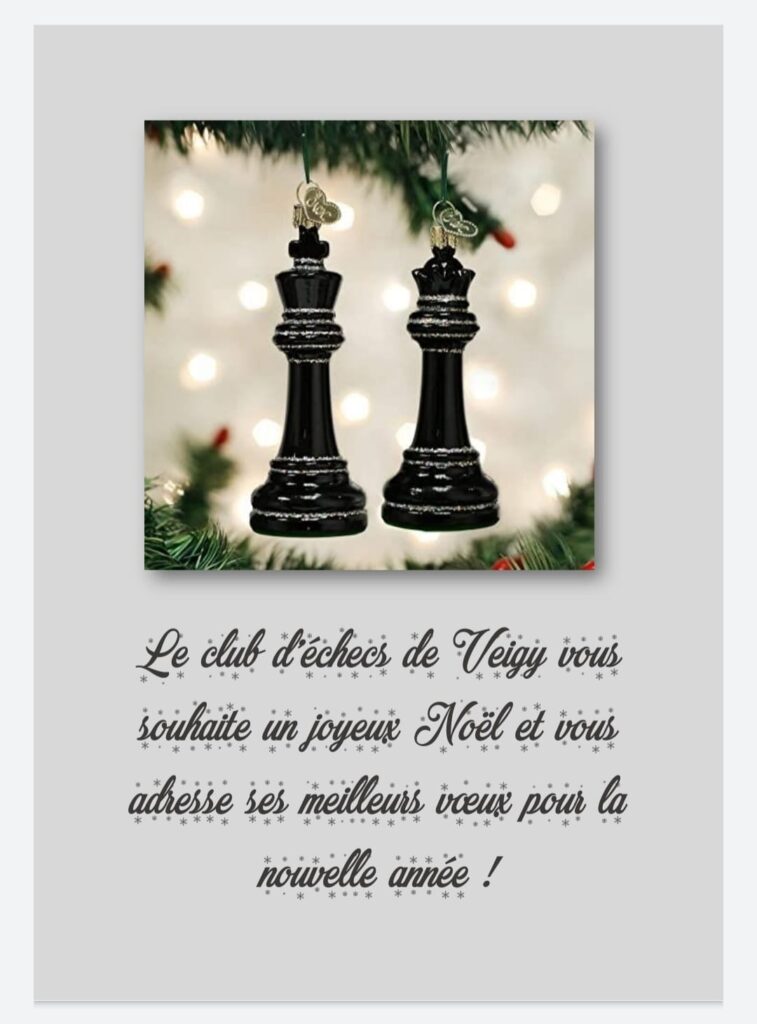 Le club d'échecs de Veigy vous
souhaite un joyeux Noël et vous
adresse ses meilleurs vœux pour la
nouvelle année !